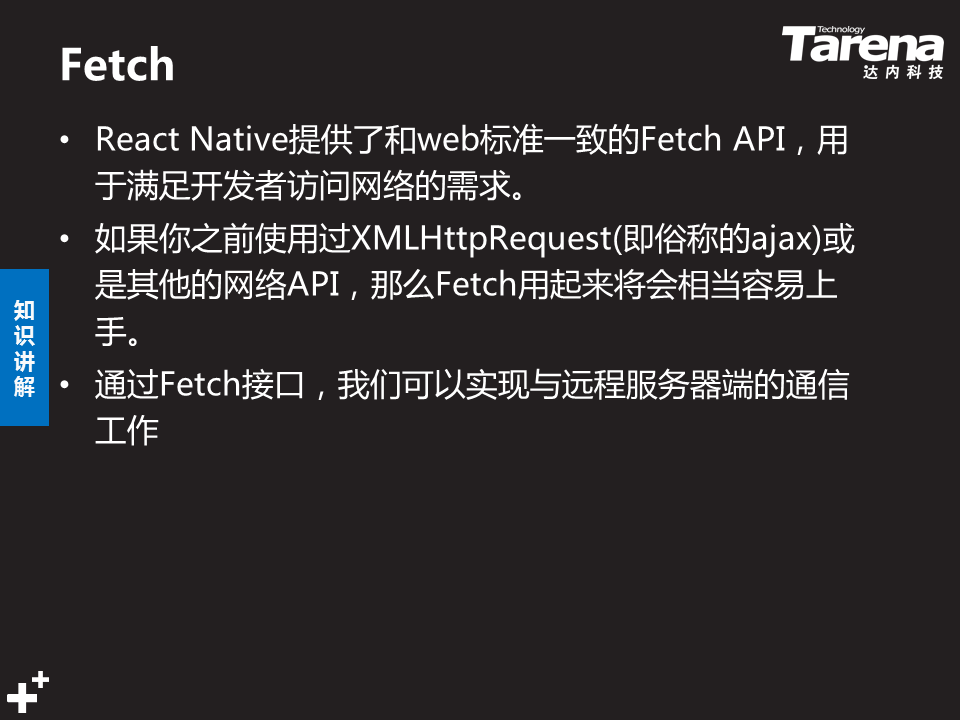 Fetch
Technology
Tarena
达内科技
• React Native提供了和web标准一致的Fetch API，用
于满足开发者访问网络的需求。
• 如果你之前使用过XMLHttpRequest(即俗称的ajax)或
是其他的网络API，那么Fetch用起来将会相当容易上
手。
• 通过Fetch接口，我们可以实现与远程服务器端的通信
工作
知
识
讲
解